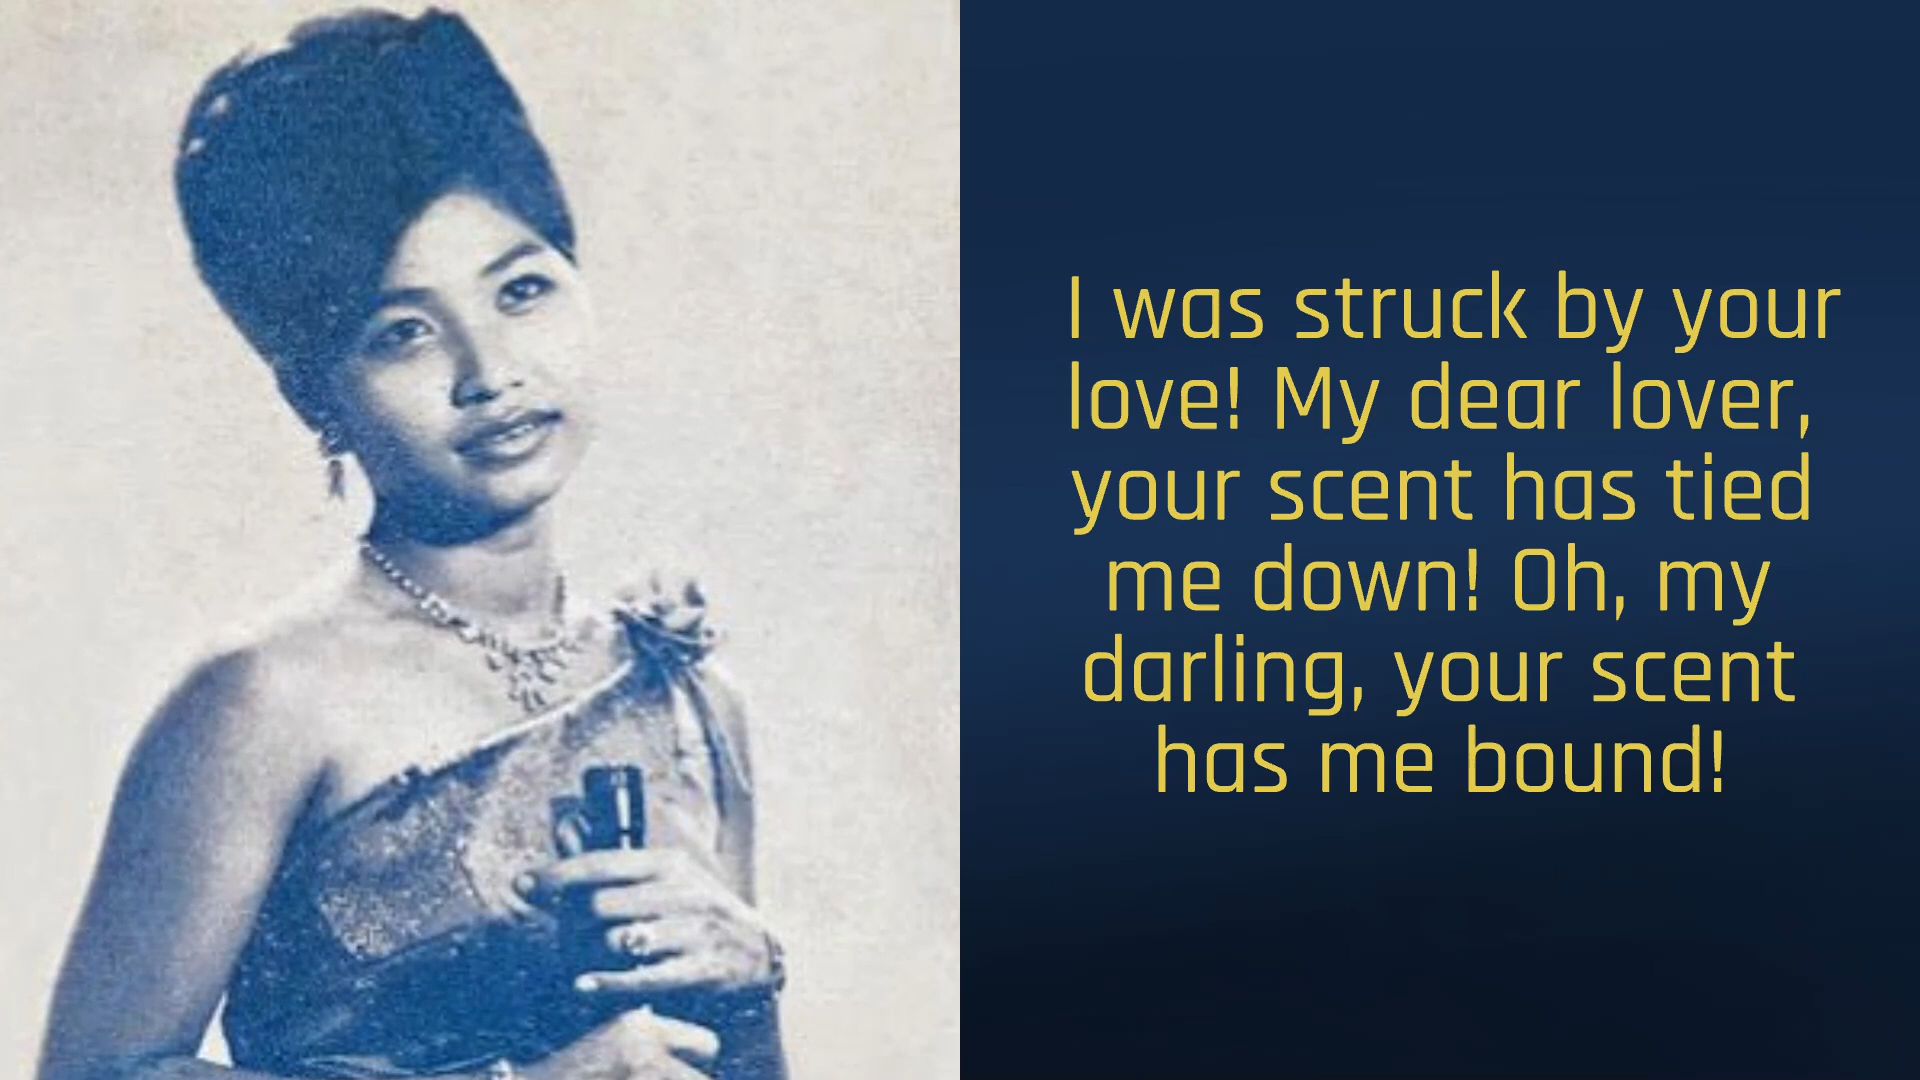 I was struck by your
love! My dear lover,
your scent has tied
me down! Oh, my
darling, your scent
has me bound!